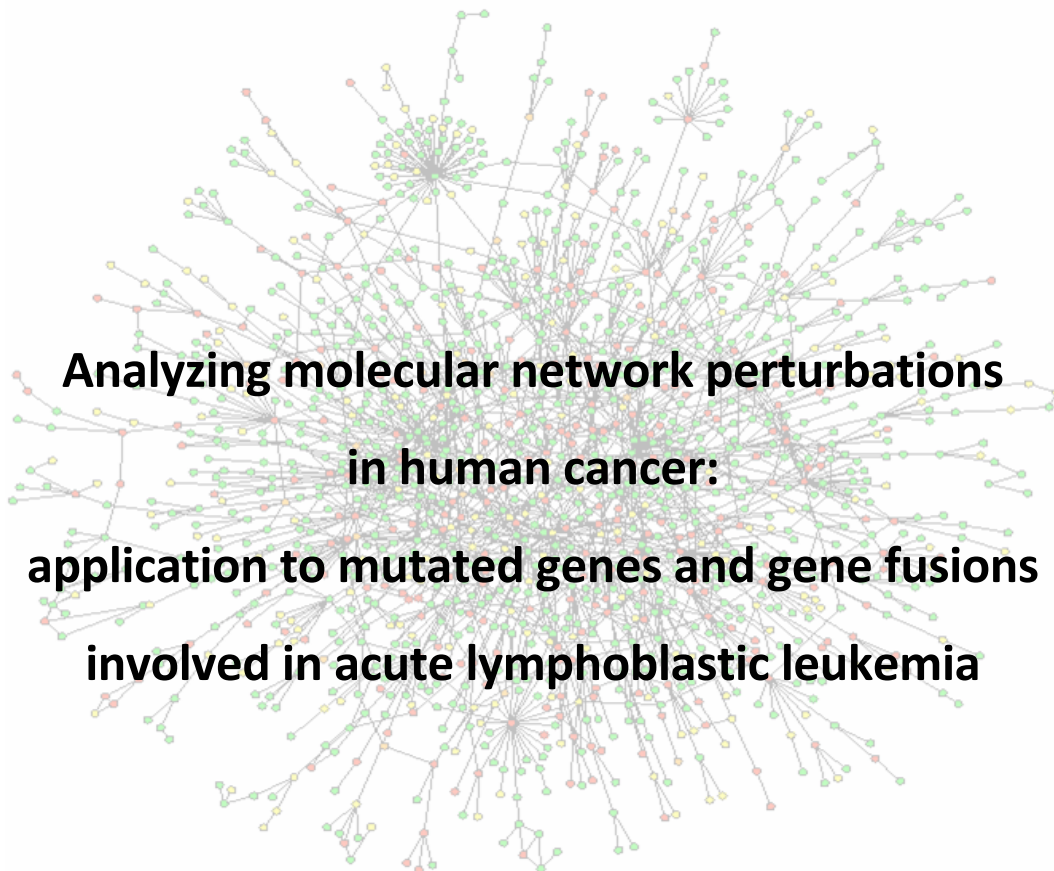 Analyzing molecular network perturbations
in human cancer:
application to mutated genes and gene fusions
involved in acute lymphoblastic leukemia